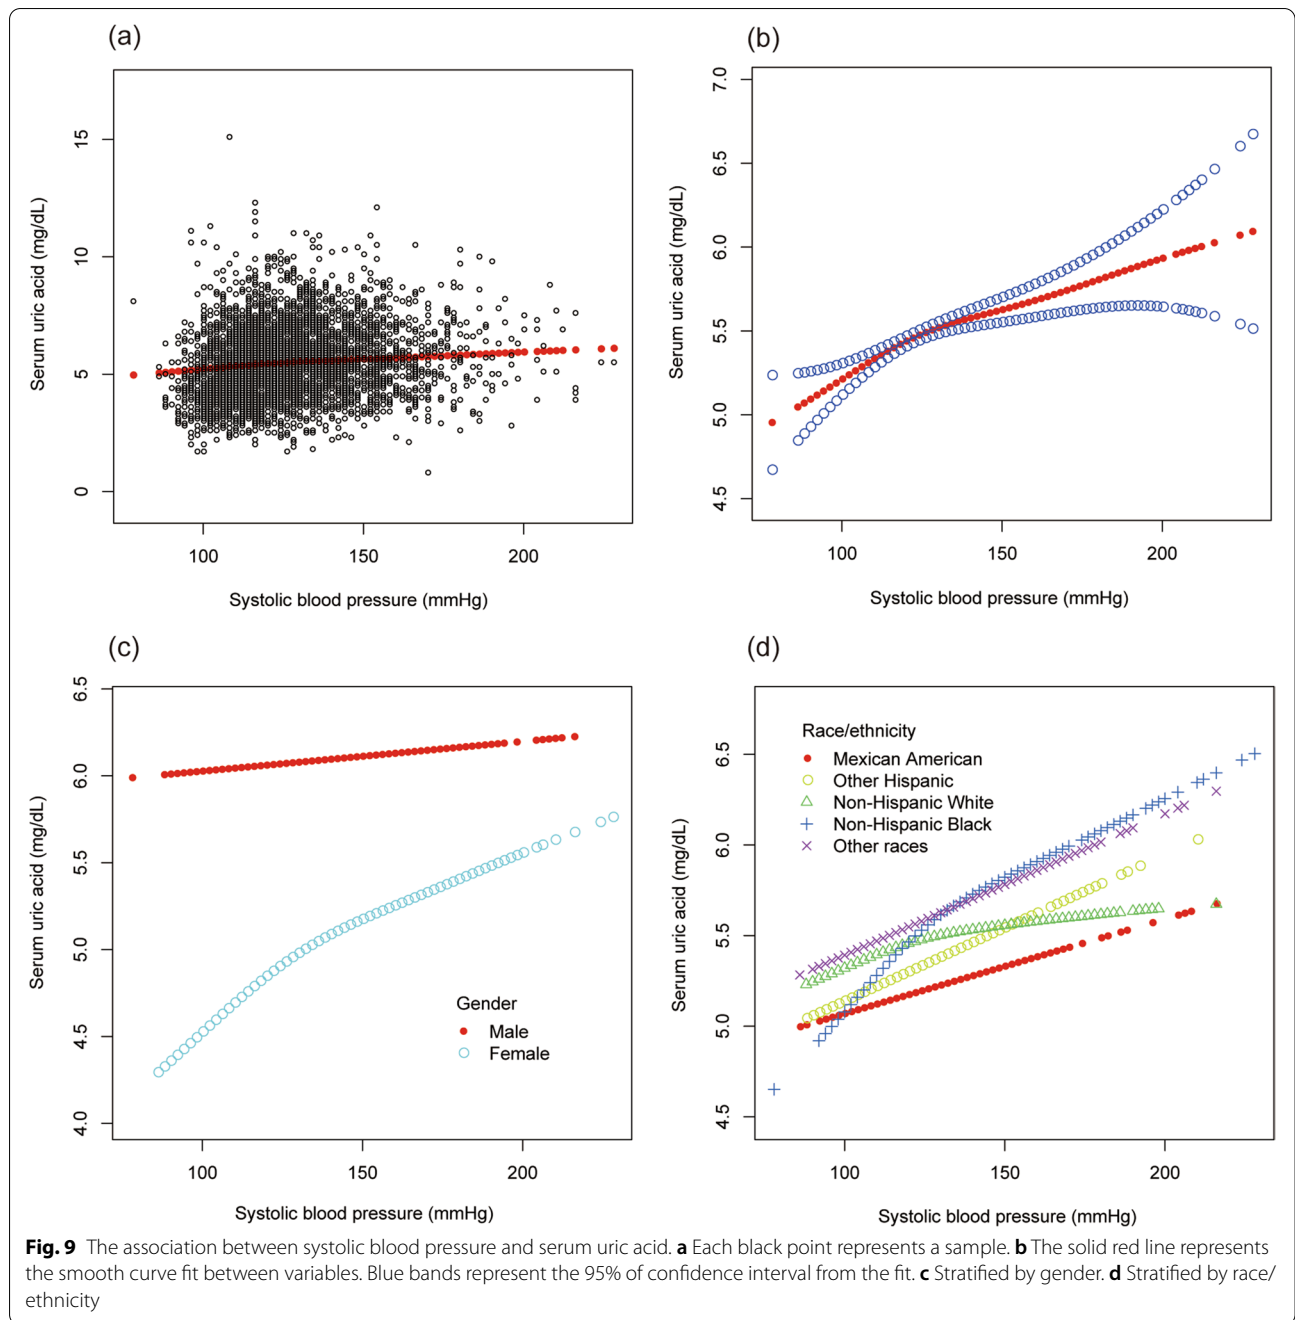 (a)
15
10
5
0
Serum uric acid (mg/dL)
100 150 200
Systolic blood pressure (mmHg)
(b)
7.0
6.5
6.0
5.5
5.0
4.5
Serum uric acid (mg/dL)
100 150 200
Systolic blood pressure (mmHg)
(c)
6.5
6.0
5.5
5.0
4.5
4.0
Serum uric acid (mg/dL)
Gender
Male
Female
100 150 200
Systolic blood pressure (mmHg)
(d)
6.5
6.0
5.5
5.0
4.5
Serum uric acid (mg/dL)
Race/ethnicity
Mexican American
Other Hispanic
Non-Hispanic White
Non-Hispanic Black
Other races
100 150 200
Systolic blood pressure (mmHg)
Fig. 9 The association between systolic blood pressure and serum uric acid. a Each black point represents a sample. b The solid red line represents
the smooth curve fit between variables. Blue bands represent the 95% of confidence interval from the fit. c Stratified by gender. d Stratified by race/
ethnicity